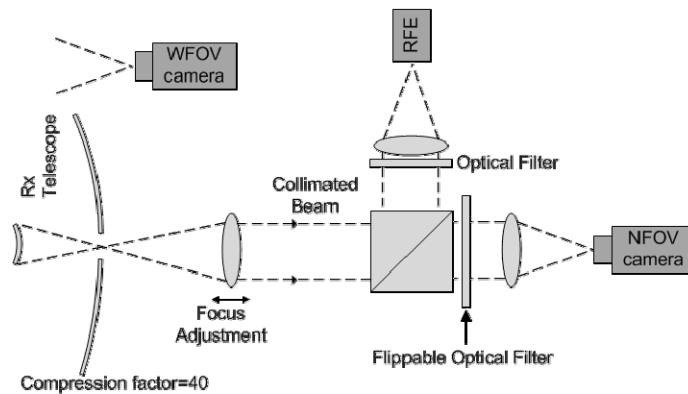 WFOV
camera
RFE
Rx
Telescope
Optical Filter
Collimated
Beam
NFOV
camera
Focus
Adjustment
Flippable Optical Filter
Compression factor=40